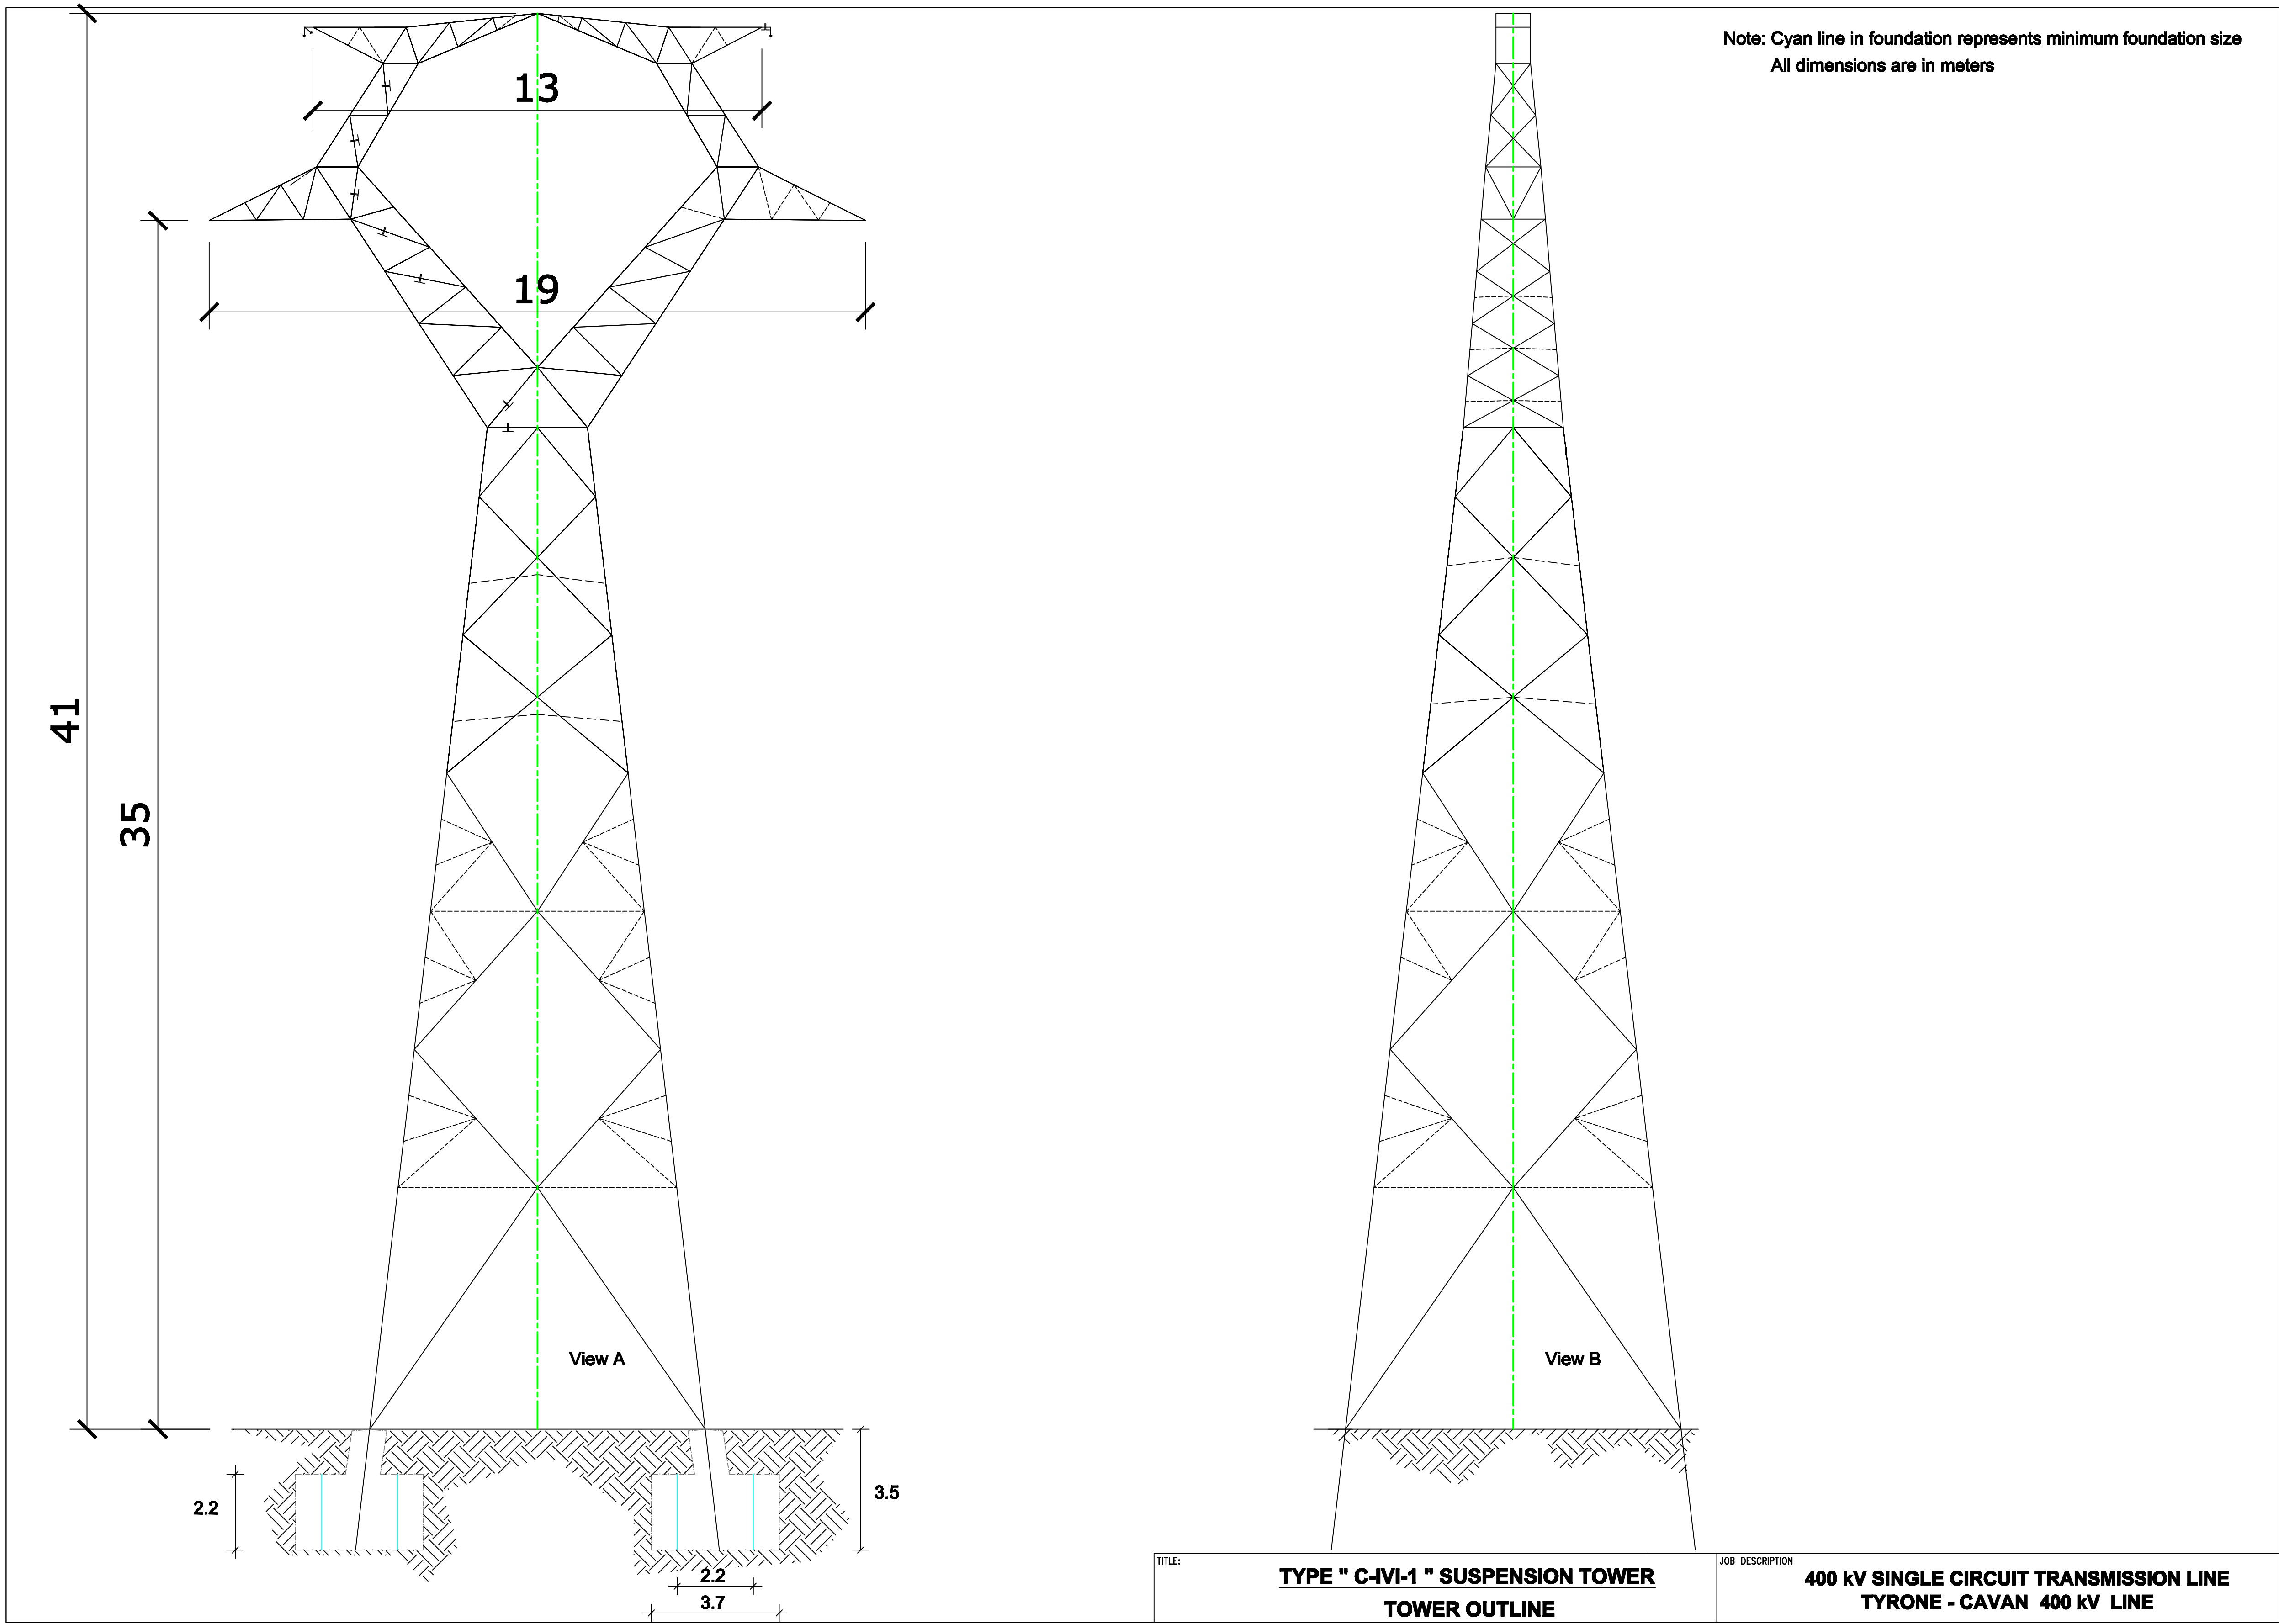 Note: Cyan line in foundation represents minimum foundation size
All dimensions are in meters
13
19
41
35
View A
View B
2.2
3.5
2.2
3.7
TITLE:
TYPE " C-IVI-1 " SUSPENSION TOWER
TOWER OUTLINE
JOB DESCRIPTION
400 kV SINGLE CIRCUIT TRANSMISSION LINE
TYRONE - CAVAN 400 kV LINE